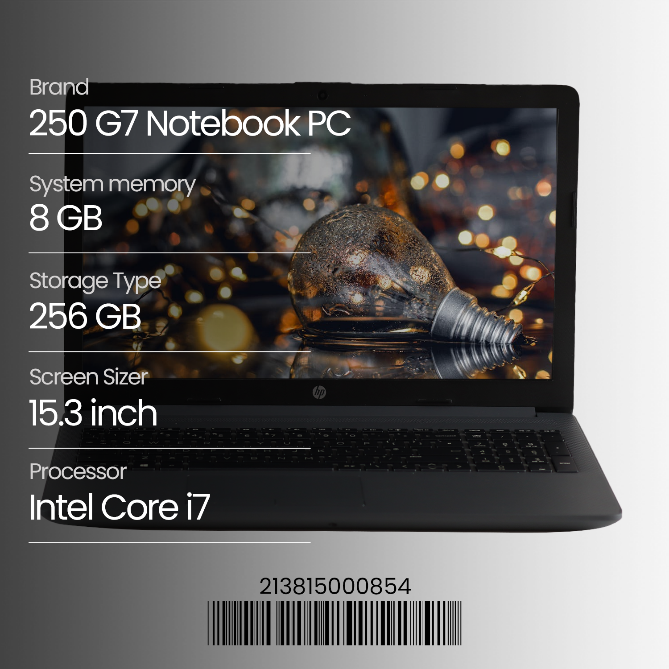 Brand
250 G7 Notebook PC
System memory
8 GB
Storage Type
256 GB
Screen Sizer
15.3 inch
hp
Processor
Intel Core i7
213815000854